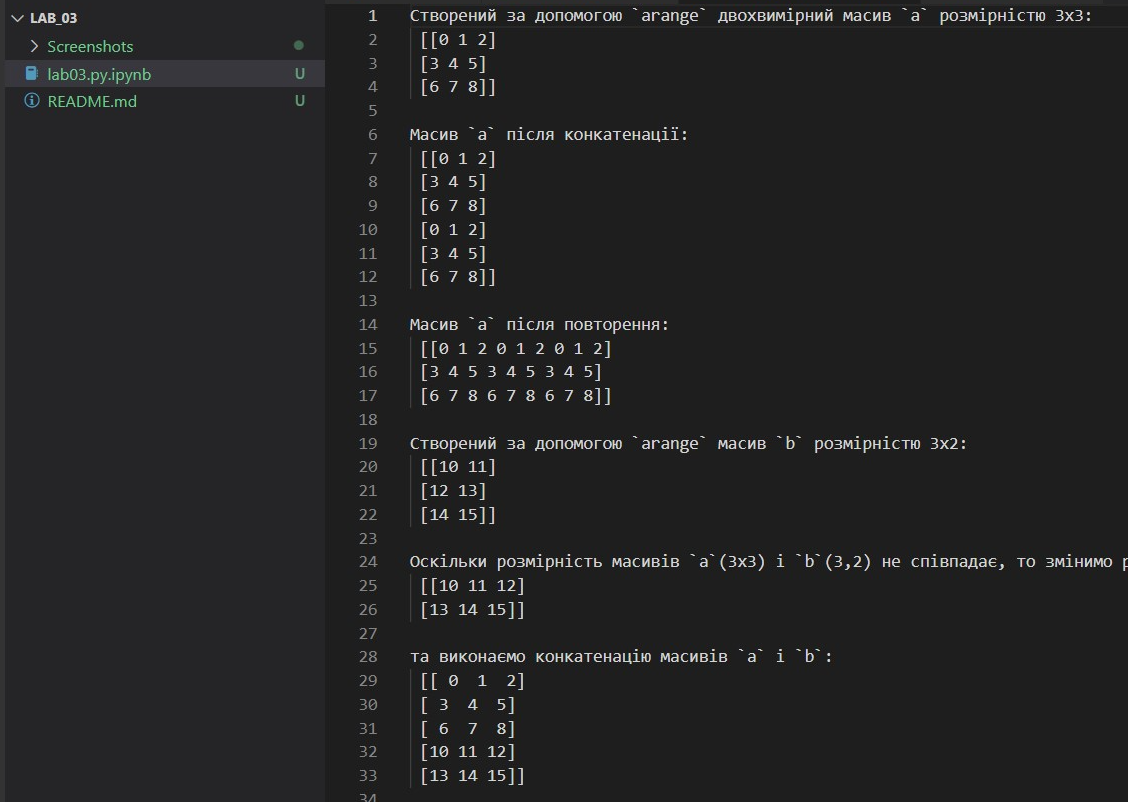 LAB_03
Screenshots
lab03.py.ipynb U
README.md U
1 Створений за допомогою `arange` двохвимірний масив `a` розмірністю 3x3:
2 [[0 1 2]
3 [3 4 5]
4 [6 7 8]]
5
6 Масив `a` після конкатенації:
7 [[0 1 2]
8 [3 4 5]
9 [6 7 8]
10 [0 1 2]
11 [3 4 5]
12 [6 7 8]]
13
14 Масив `a` після повторення:
15 [[0 1 2 0 1 2 0 1 2]
16 [3 4 5 3 4 5 3 4 5]
17 [6 7 8 6 7 8 6 7 8]]
18
19 Створений за допомогою `arange` масив `b` розмірністю 3x2:
20 [[10 11]
21 [12 13]
22 [14 15]]
23
24 Оскільки розмірність масивів `a`(3x3) і `b`(3,2) не співпадає, то змінимо
25 [[10 11 12]
26 [13 14 15]]
27
28 та виконаємо конкатенацію масивів `a` і `b`:
29 [[ 0  1  2]
30 [ 3  4  5]
31 [ 6  7  8]
32 [10 11 12]
33 [13 14 15]]
34